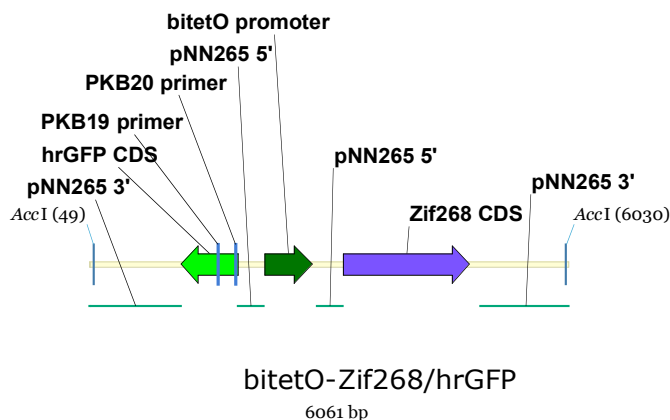 bitetO promoter
pNN265 5'
PKB20 primer
PKB19 primer
hrGFP CDS
pNN265 3'
AccI (49)
pNN265 5'
pNN265 3'
Zif268 CDS
AccI (6030)
bitetO-Zif268/hrGFP
6061 bp